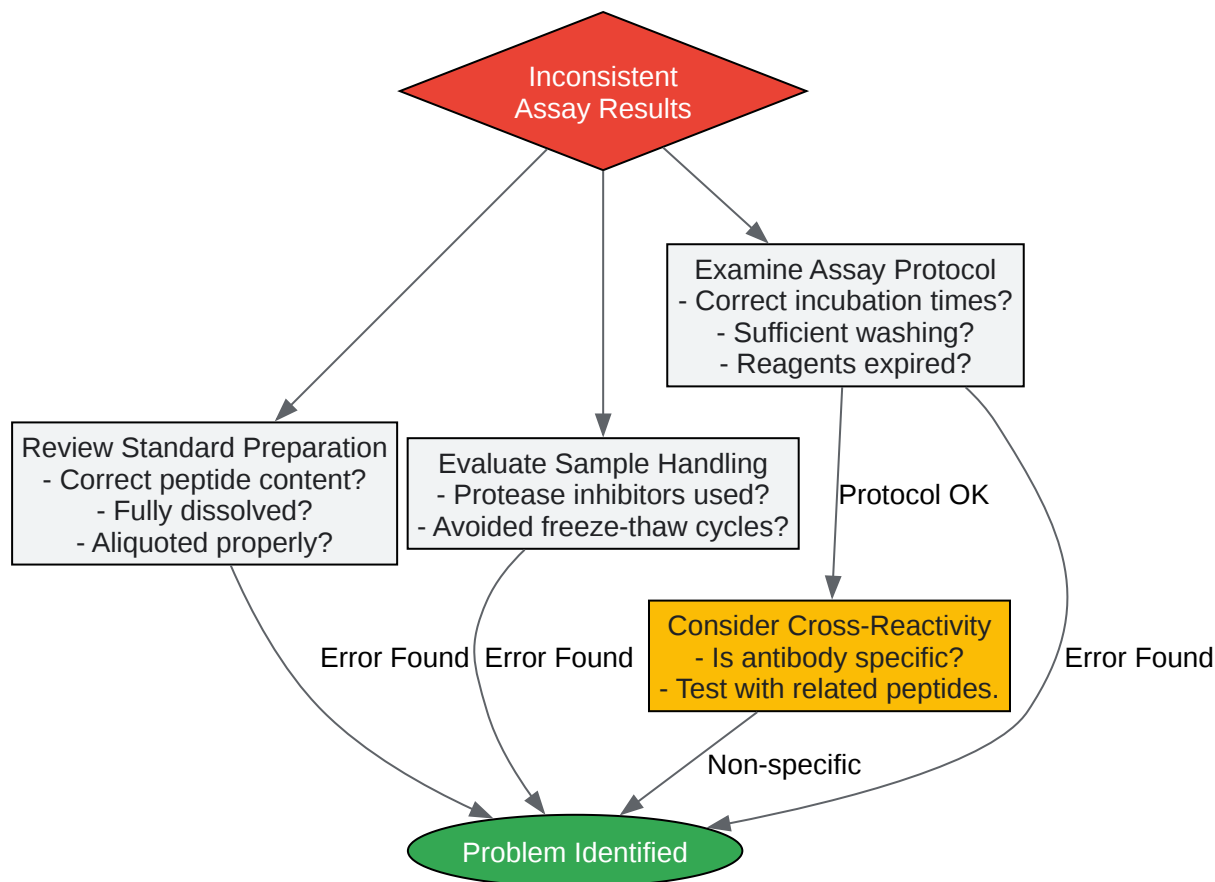 Inconsistent
Assay Results
Examine Assay Protocol
- Correct incubation times?
- Sufficient washing?
- Reagents expired?
Review Standard Preparation
- Correct peptide content?
- Fully dissolved?
- Aliquoted properly?
Evaluate Sample Handling
- Protease inhibitors used?
- Avoided freeze-thaw cycles?
Protocol OK
Consider Cross-Reactivity
- Is antibody specific?
- Test with related peptides.
Error Found
Error Found
Error Found
Non-specific
Problem Identified